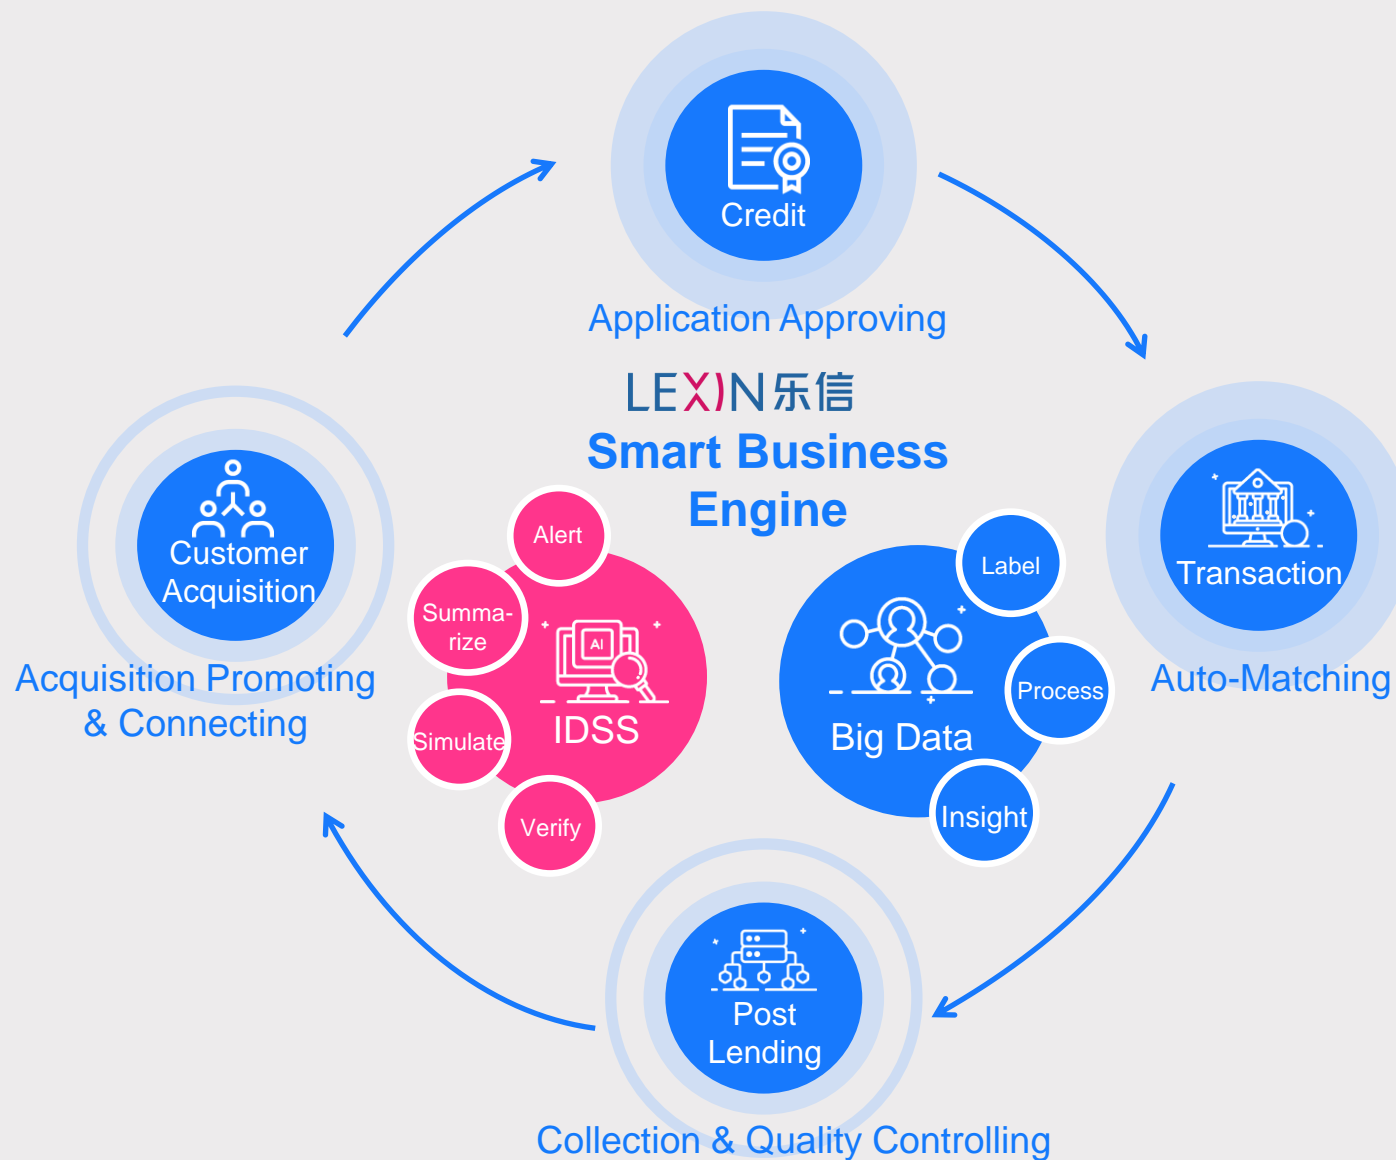 Credit
Application Approving
LEXIN乐信
Smart Business
Engine
Customer
Acquisition
Acquisition Promoting
& Connecting
Alert
Summa-
rize
Simulate
Verify
AI
IDSS
Label
Process
Insight
Big Data
Transaction
Auto-Matching
Post
Lending
Collection & Quality Controlling